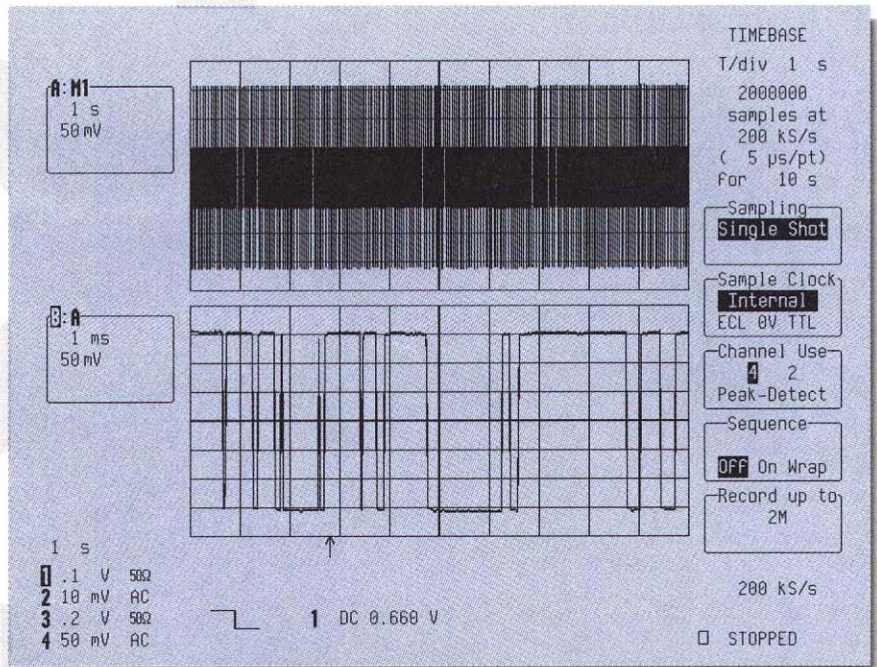 A:M1
1 s
50 mV
B:A
1 ms
50 mV
1 s
1 .1 V 50Ω
2 10 mV AC
3 .2 V 50Ω
4 50 mV AC
1 DC 0.660 V
TIMEBASE
T/div 1 s
2000000
samples at
200 kS/s
( 5 µs/pt)
for 10 s
Sampling
Single Shot
Sample Clock
Internal
ECL 0V TTL
Channel Use
4 2
Peak-Detect
Sequence
Off On Wrap
Record up to
2M
200 kS/s
STOPPED